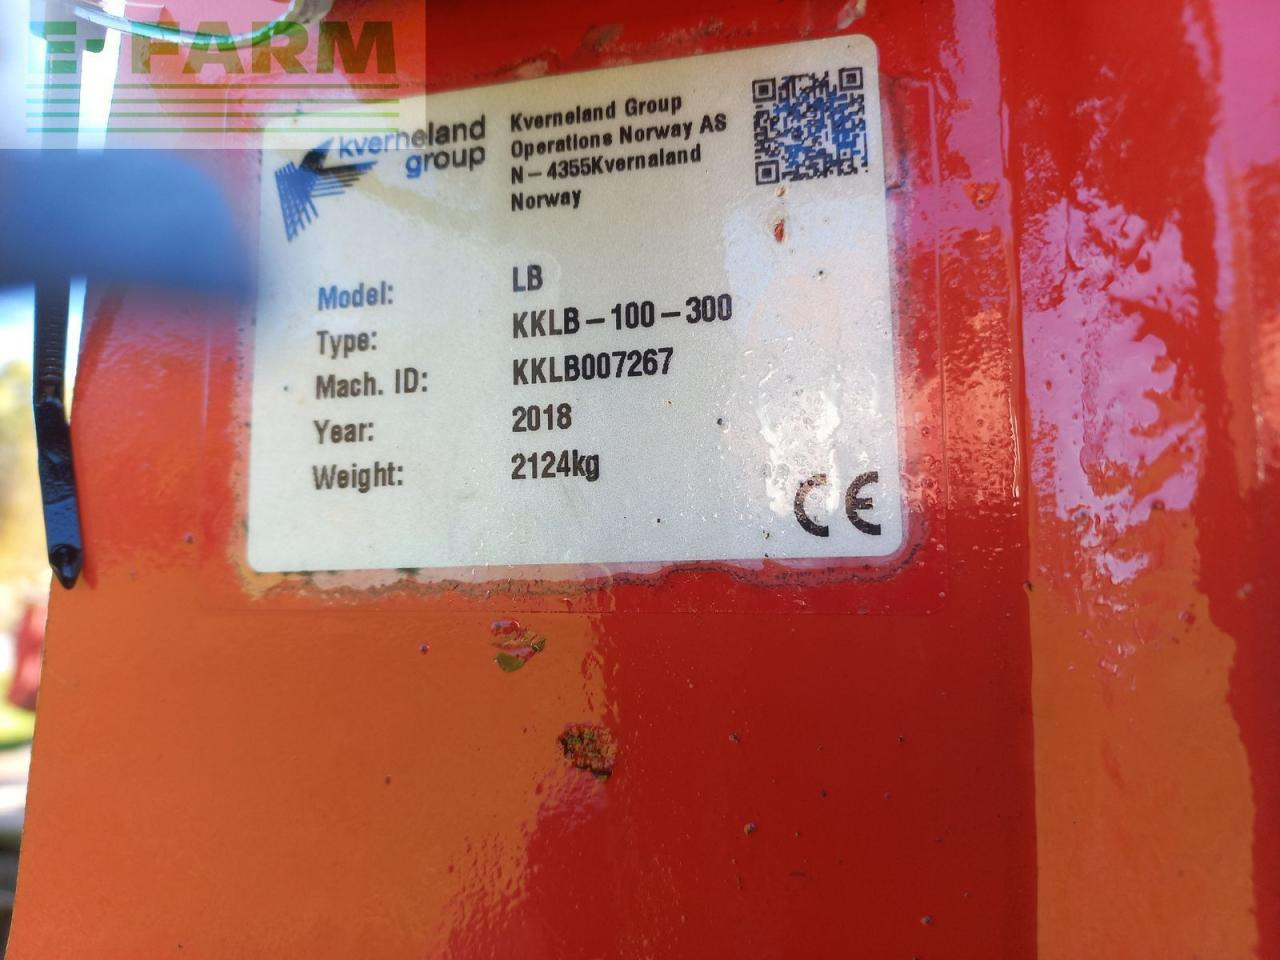 E-FARM
kverneland
group
Kverneland Group
Operations Norway AS
N-4355Kvernaland
Norway
Model: LB
Type: KKLB-100-300
Mach. ID: KKLB007267
Year: 2018
Weight: 2124kg
CE